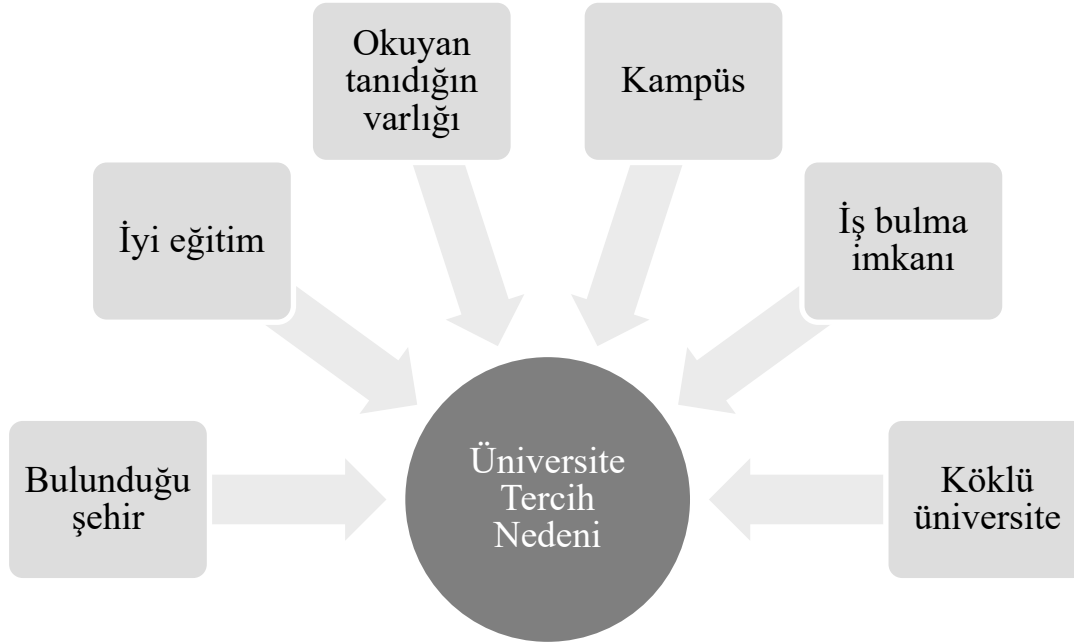 Okuyan
tanıdığın
varlığı
Kampüs
İyi eğitim
İş bulma
imkanı
Bulunduğu
şehir
Üniversite
Tercih
Nedeni
Köklü
üniversite